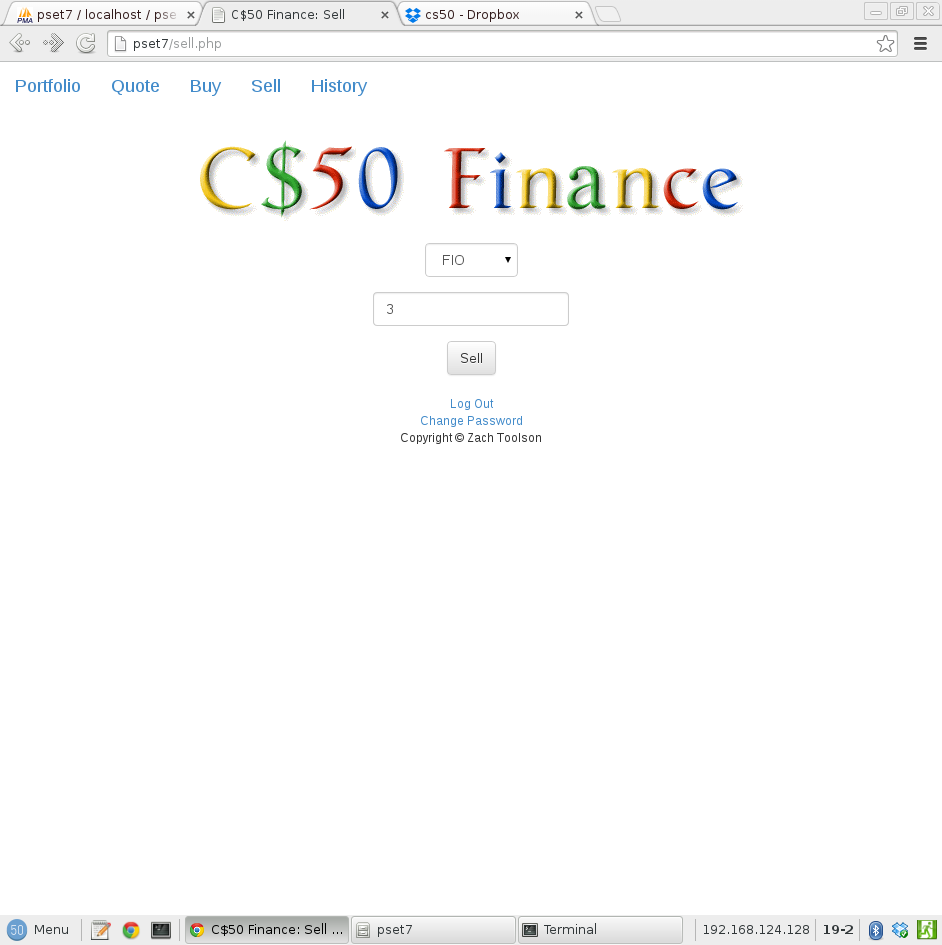 pset7 / localhost / pse
C$50 Finance: Sell
cs50 - Dropbox
pset7/sell.php
Portfolio Quote Buy Sell History
C$50 Finance
FIO
3
Sell
Log Out
Change Password
Copyright © Zach Toolson
50 Menu C$50 Finance: Sell ... pset7 Terminal 192.168.124.128 19-2